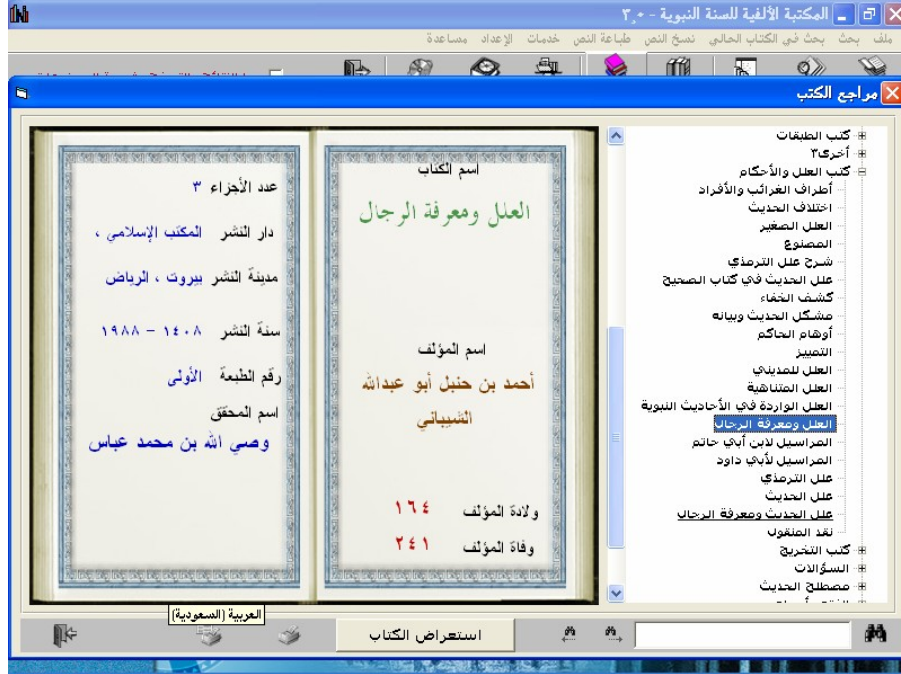 المكتبة الألفية للسنة النبوية - ٣,٠
ملف بحث بحث في الكتاب الحالي نسخ النص طباعة النص خدمات الإعداد مساعدة
مراجع الكتب
كتب الطبقات
أخرى٣
كتب العلل والأحكام
أطراف الغرائب والأفراد
اختلاف الحديث
العلل الصغير
المصنوع
شرح علل الترمذي
علل الحديث في كتاب الصحيح
كشف الخفاء
مشكل الحديث وبيانه
أوهام الحاكم
التمييز
العلل للمديني
العلل المتناهية
العلل الواردة في الأحاديث النبوية
العلل ومعرفة الرجال
المراسيل لابن أبي حاتم
المراسيل لأبي داود
علل الترمذي
علل الحديث
علل الحديث ومعرفة الرجال
نقد المنقول
كتب التخريج
السؤالات
مصطلح الحديث
اسم الكتاب
العلل ومعرفة الرجال
اسم المؤلف
أحمد بن حنبل أبو عبدالله
الشيباني
ولادة المؤلف ١٦٤
وفاة المؤلف ٢٤١
عدد الأجزاء ٣
دار النشر المكتب الإسلامي ،
مدينة النشر بيروت ، الرياض
سنة النشر ١٤٠٨ – ١٩٨٨
رقم الطبعة الأولى
اسم المحقق
وصي الله بن محمد عباس
العربية (السعودية)
استعراض الكتاب